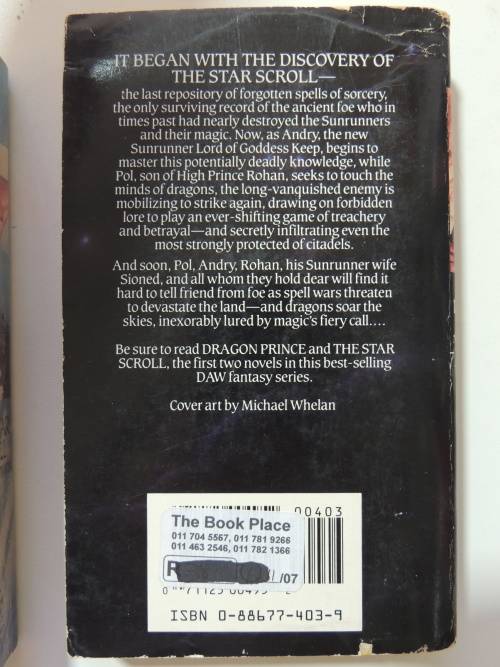 IT BEGAN WITH THE DISCOVERY OF
THE STAR SCROLL—
the last repository of forgotten spells of sorcery,
the only surviving record of the ancient foe who in
times past had nearly destroyed the Sunrunners
and their magic. Now, as Andry, the new
Sunrunner Lord of Goddess Keep, begins to
master this potentially deadly knowledge, while
Pol, son of High Prince Rohan, seeks to touch the
minds of dragons, the long-vanquished enemy is
mobilizing to strike again, drawing on forbidden
lore to play an ever-shifting game of treachery
and betrayal—and secretly infiltrating even the
most strongly protected of citadels.
And soon, Pol, Andry, Rohan, his Sunrunner wife
Sioned, and all whom they hold dear will find it
hard to tell friend from foe as spell wars threaten
to devastate the land—and dragons soar the
skies, inexorably lured by magic's fiery call....
Be sure to read DRAGON PRINCE and THE STAR
SCROLL, the first two novels in this best-selling
DAW fantasy series.
Cover art by Michael Whelan
00403
The Book Place
011 704 5567, 011 781 9266
011 463 2546, 011 782 1366
R
/07
ISBN 0-88677-403-9